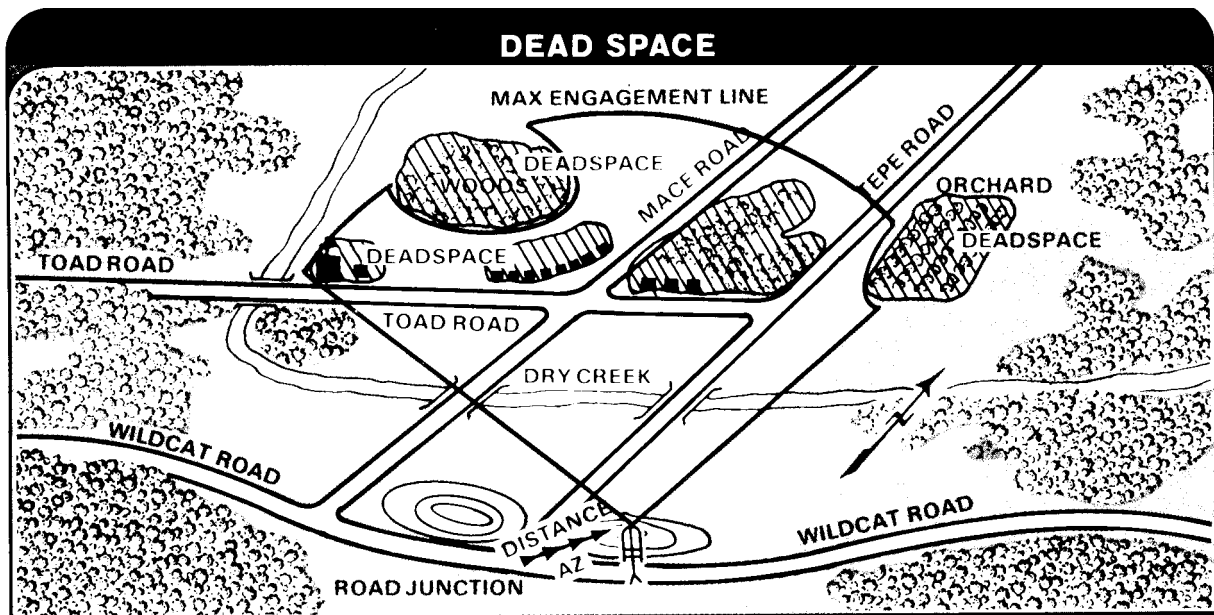 DEAD SPACE
MAX ENGAGEMENT LINE
MACE ROAD
TEPE ROAD
DEADSPACE
WOODS
ORCHARD
DEADSPACE
DEADSPACE
TOAD ROAD
TOAD ROAD
DRY CREEK
N
WILDCAT ROAD
DISTANCE
AZ
WILDCAT ROAD
ROAD JUNCTION